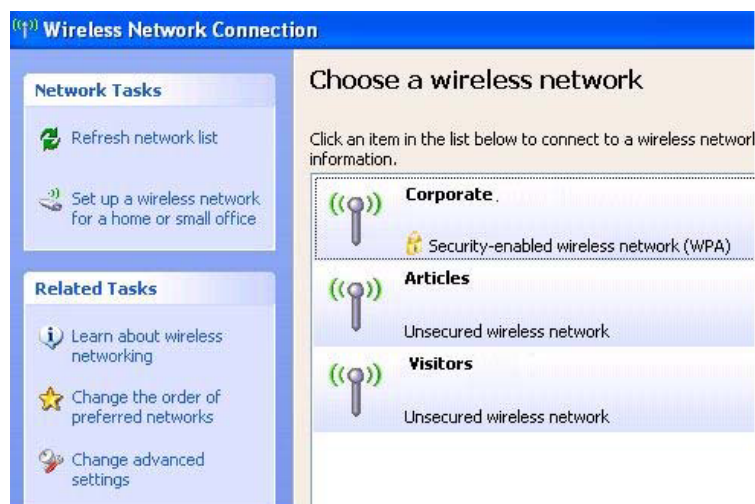 Wireless Network Connection
Network Tasks
Refresh network list
Set up a wireless network
for a home or small office
Related Tasks
Learn about wireless
networking
Change the order of
preferred networks
Change advanced
settings
Choose a wireless network
Click an item in the list below to connect to a wireless
information.
Corporate.
Security-enabled wireless network (WPA)
Articles
Unsecured wireless network
Visitors
Unsecured wireless network